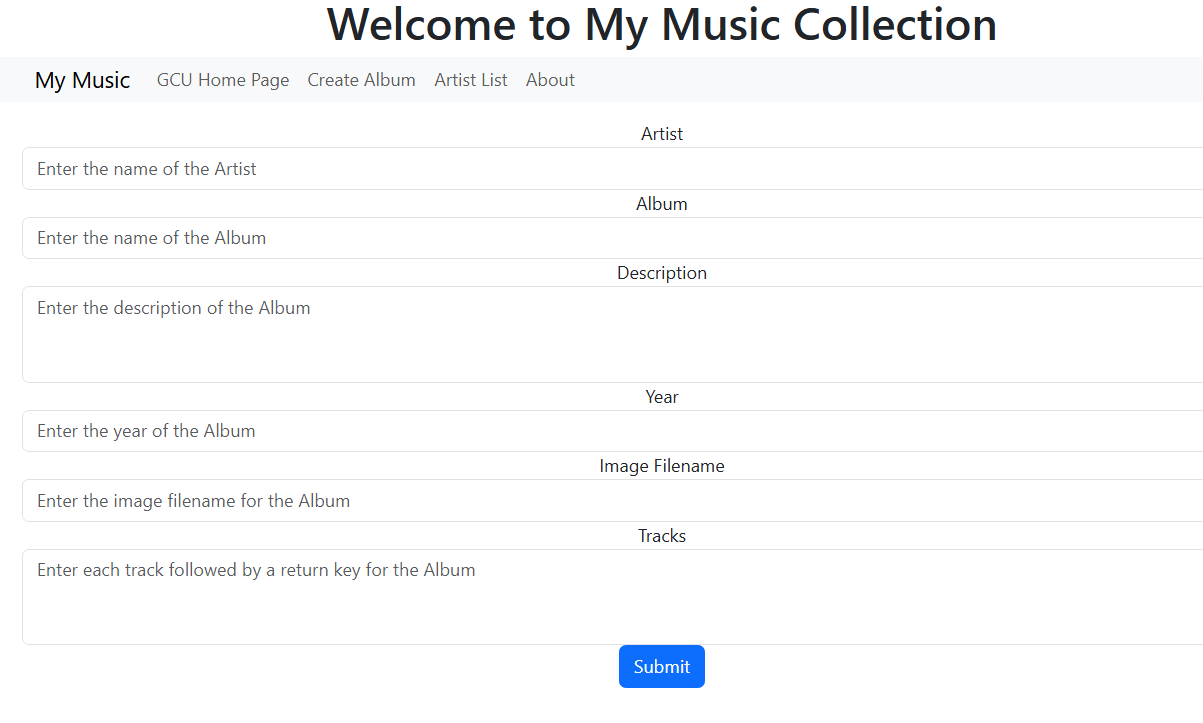 Welcome to My Music Collection
My Music GCU Home Page Create Album Artist List About
Artist
Enter the name of the Artist
Album
Enter the name of the Album
Description
Enter the description of the Album
Year
Enter the year of the Album
Image Filename
Enter the image filename for the Album
Tracks
Enter each track followed by a return key for the Album
Submit